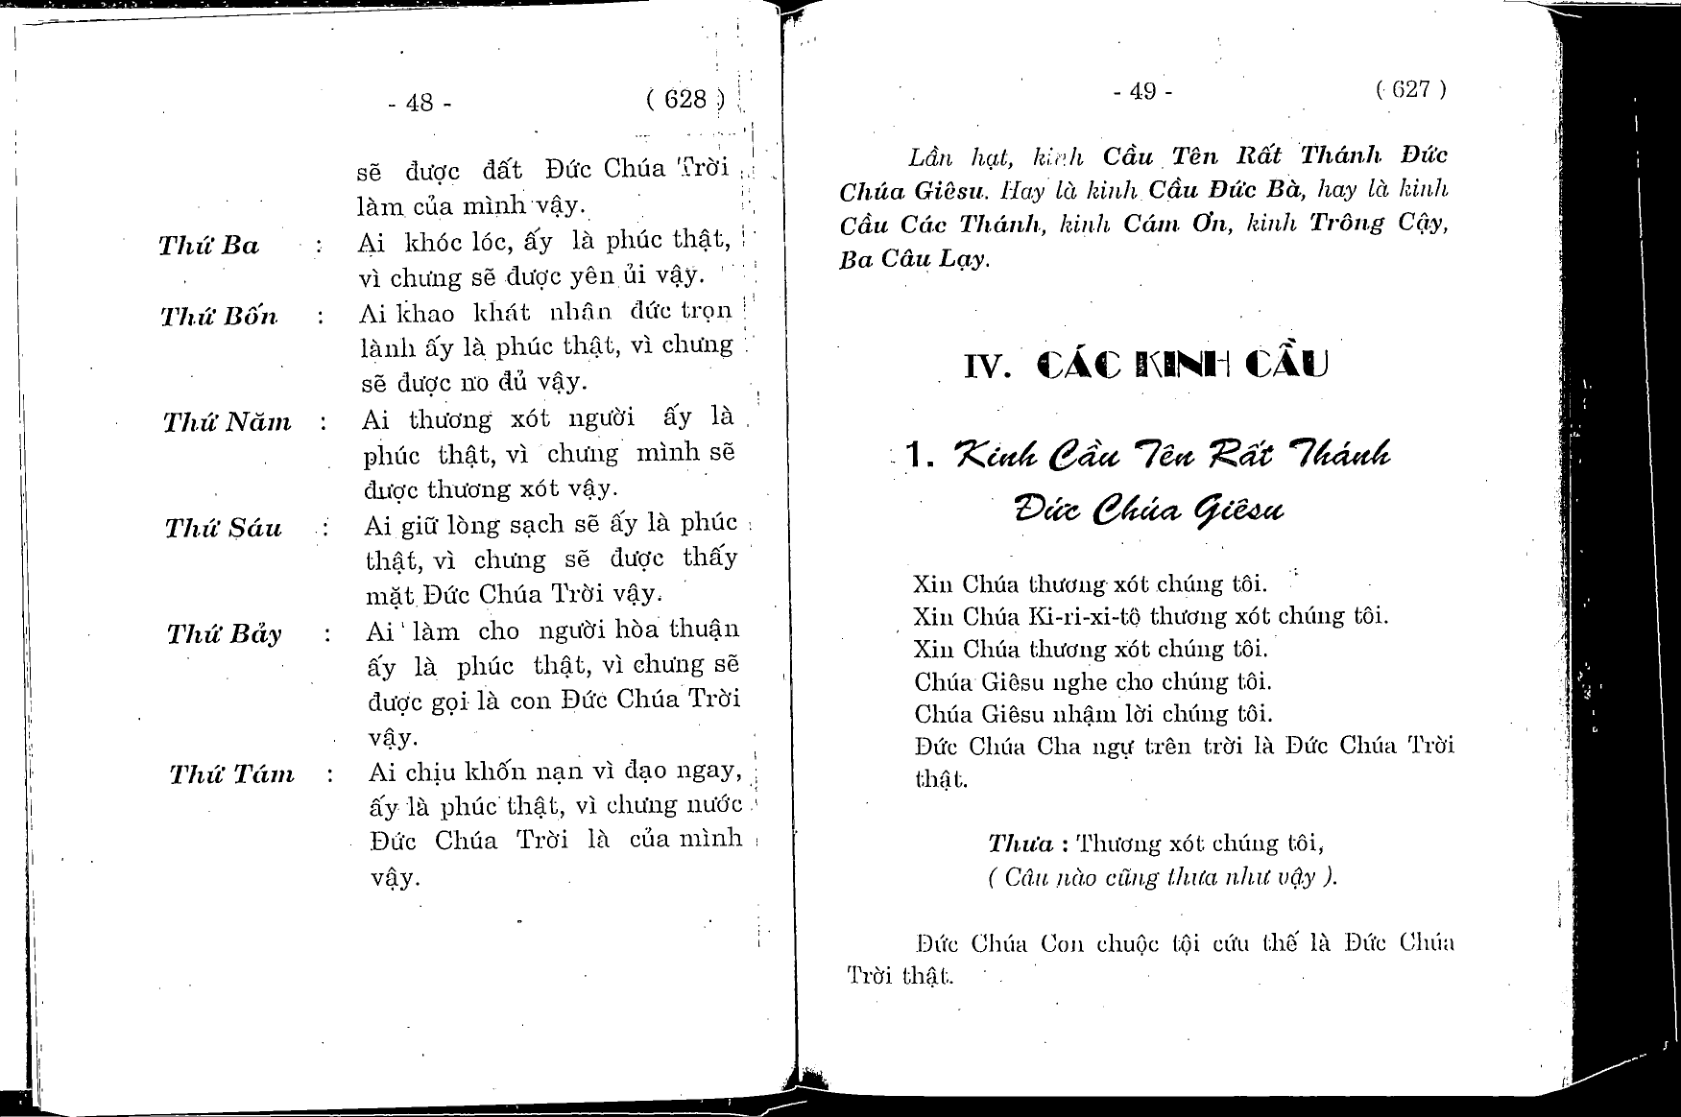 - 48 - ( 628 )
sẽ được đất Đức Chúa Trời
làm của mình vậy.
Thứ Ba : Ai khóc lóc, ấy là phúc thật,
vì chưng sẽ được yên ủi vậy.
Thứ Bốn : Ai khao khát nhân đức trọn
lành ấy là phúc thật, vì chưng
sẽ được no đủ vậy.
Thứ Năm : Ai thương xót người ấy là
phúc thật, vì chưng mình sẽ
được thương xót vậy.
Thứ Sáu : Ai giữ lòng sạch sẽ ấy là phúc
thật, vì chưng sẽ được thấy
mặt Đức Chúa Trời vậy.
Thứ Bảy : Ai làm cho người hòa thuận
ấy là phúc thật, vì chưng sẽ
được gọi là con Đức Chúa Trời
vậy.
Thứ Tám : Ai chịu khốn nạn vì đạo ngay,
ấy là phúc thật, vì chưng nước
Đức Chúa Trời là của mình
vậy.
- 49 - ( 627 )
Lần hạt, kinh Cầu Tên Rất Thánh Đức
Chúa Giêsu. Hay là kinh Cầu Đức Bà, hay là kinh
Cầu Các Thánh, kinh Cám Ơn, kinh Trông Cậy,
Ba Câu Lạy.
IV. CÁC KINH CẦU
1. Kinh Cầu Tên Rất Thánh
Đức Chúa Giêsu
Xin Chúa thương xót chúng tôi.
Xin Chúa Ki-ri-xi-tô thương xót chúng tôi.
Xin Chúa thương xót chúng tôi.
Chúa Giêsu nghe cho chúng tôi.
Chúa Giêsu nhậm lời chúng tôi.
Đức Chúa Cha ngự trên trời là Đức Chúa Trời
thật.
Thưa : Thương xót chúng tôi,
( Câu nào cũng thưa như vậy ).
Đức Chúa Con chuộc tội cứu thế là Đức Chúa
Trời thật.